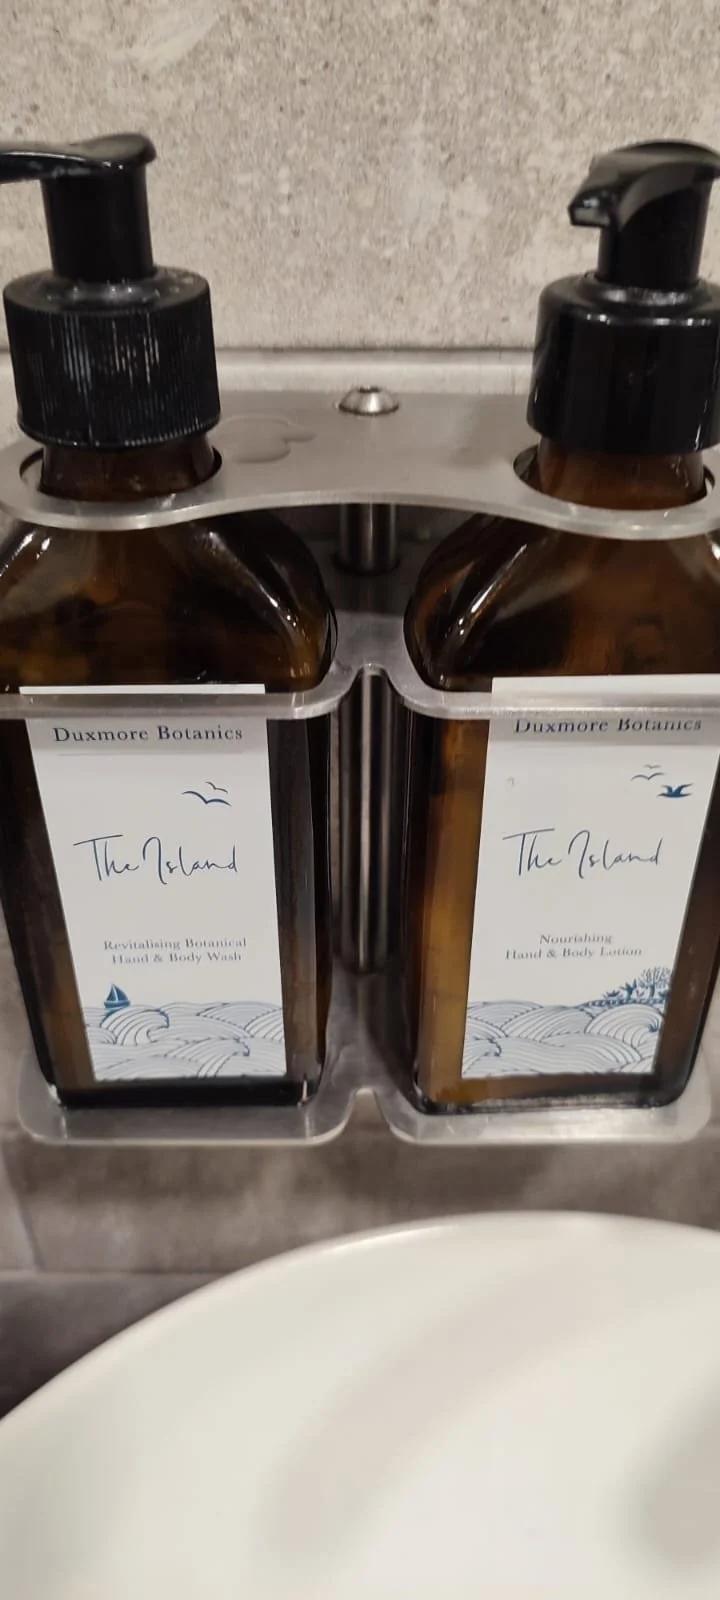 Duxmore Botanics
The Island
Revitalising Botanical
Hand & Body Wash
Duxmore Botanics
The Island
Nourishing
Hand & Body Lotion